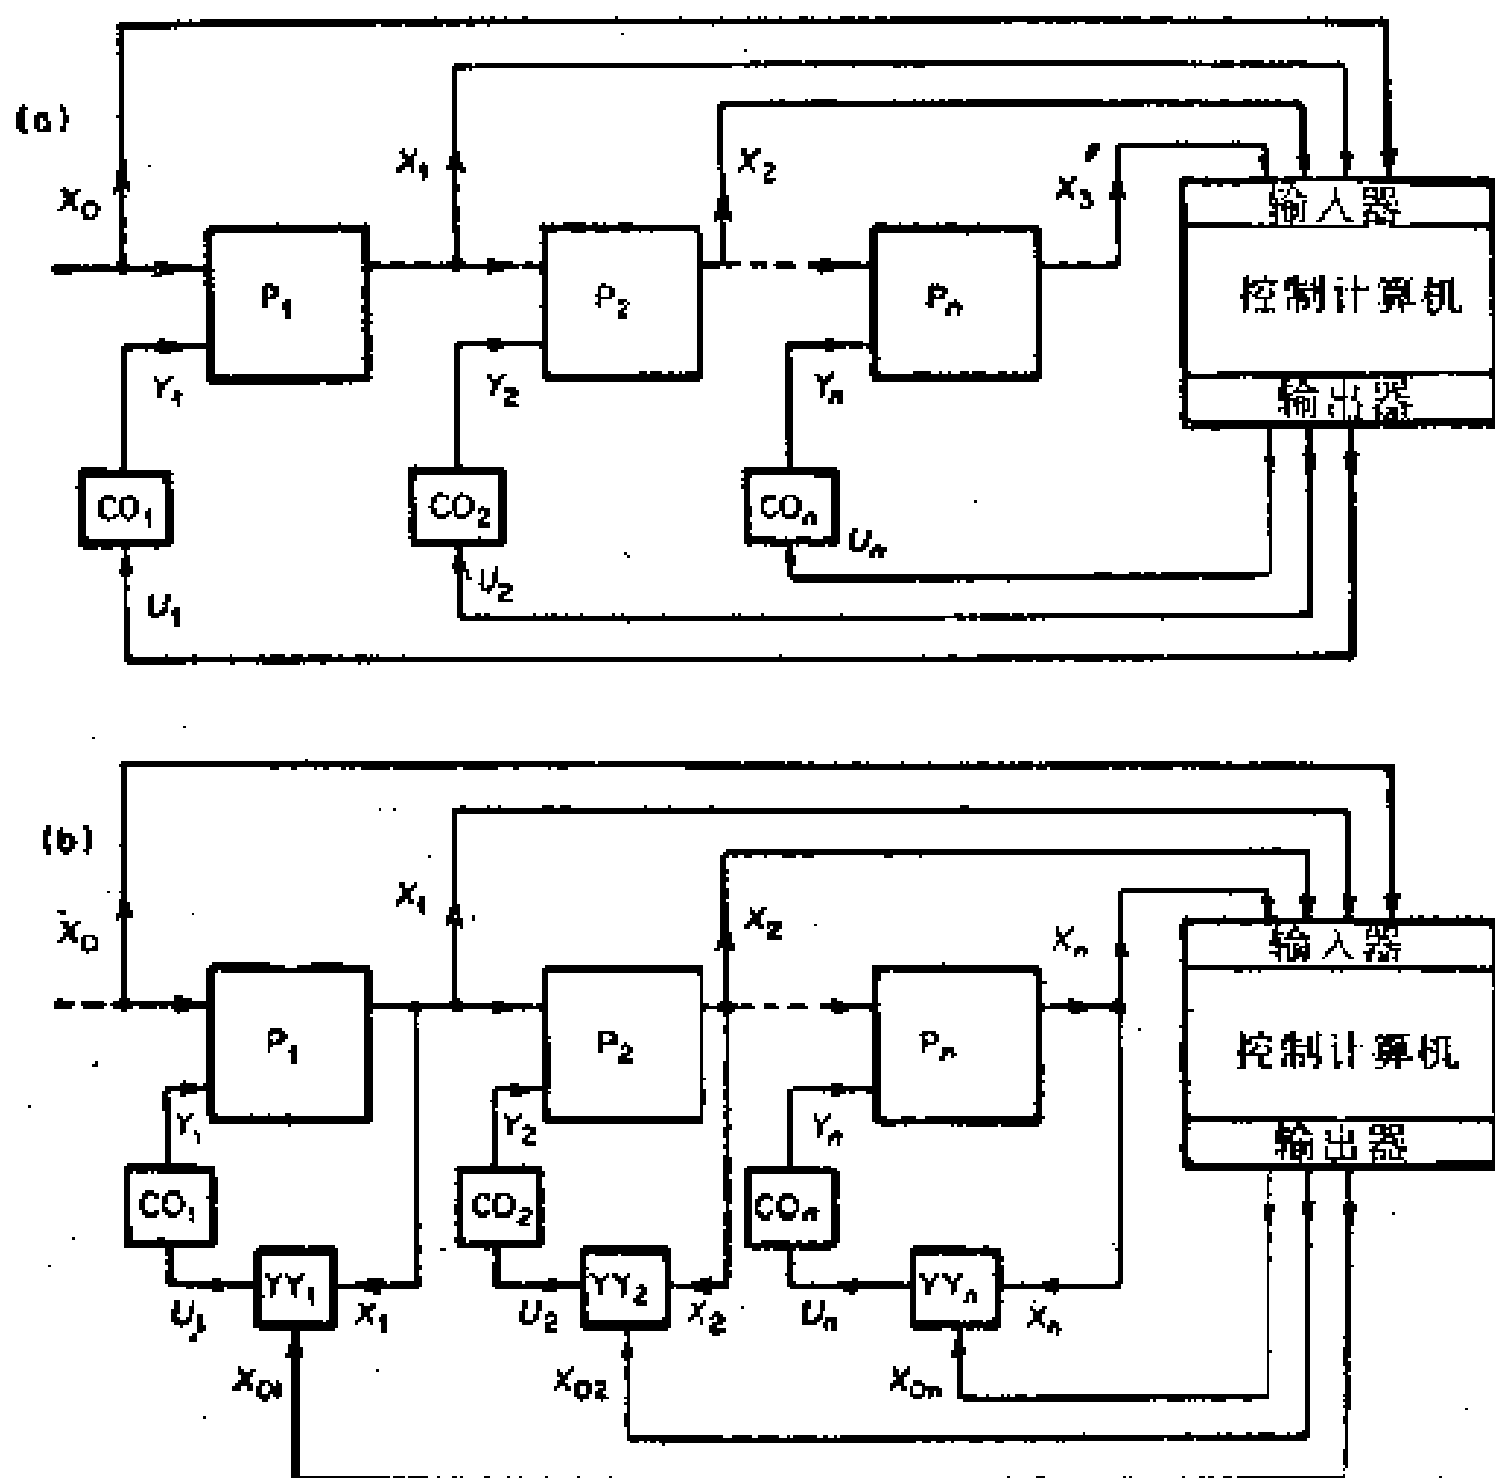 (a)
X₀
X₁
X₂
X₃
P₁
P₂
Pₙ
输入器
控制计算机
输出器
Y₁
Y₂
Yₙ
CO₁
CO₂
COₙ
U₁
U₂
Uₙ
(b)
X₀
X₁
X₂
Xₙ
P₁
P₂
Pₙ
输入器
控制计算机
输出器
Y₁
Y₂
Yₙ
CO₁
CO₂
COₙ
YY₁
YY₂
YYₙ
U₁
X₁
U₂
X₂
Uₙ
Xₙ
X₀₁
X₀₂
X₀ₙ